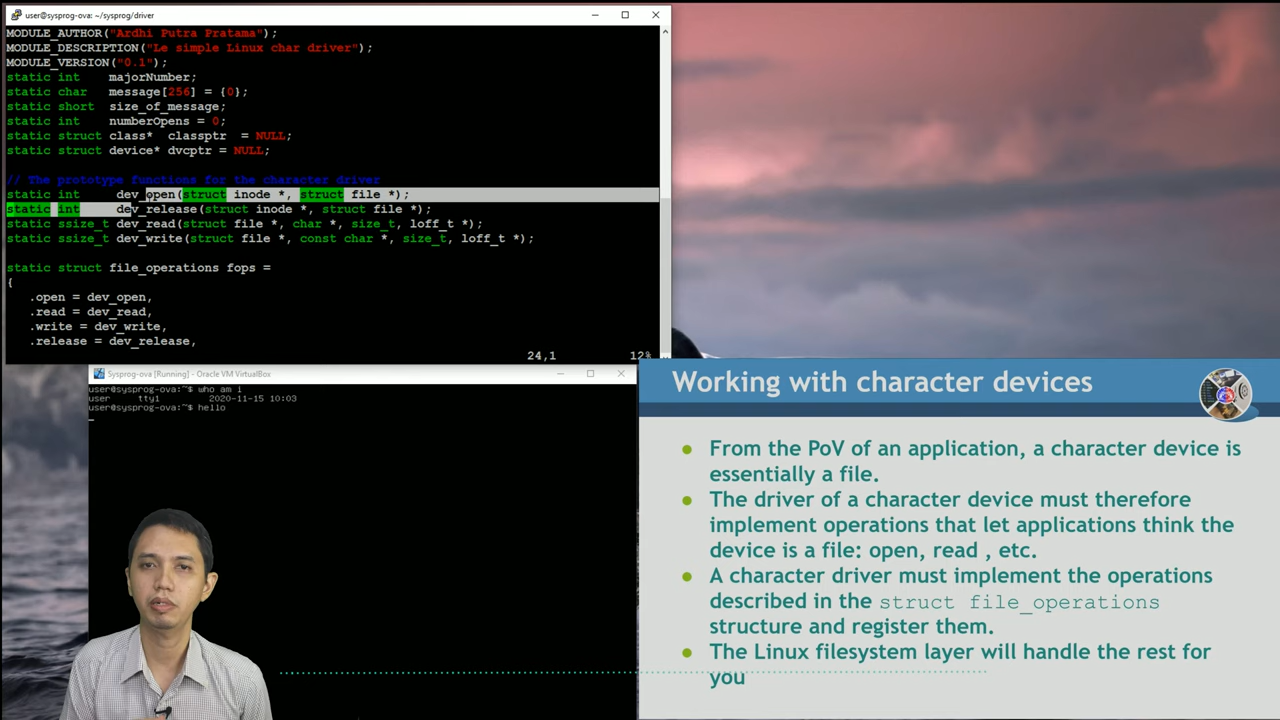 user@sysprog-ova: ~/sysprog/driver
MODULE_AUTHOR("Ardhi Putra Pratama");
MODULE_DESCRIPTION("Le simple Linux char driver");
MODULE_VERSION("0.1");
static int majorNumber;
static char message[256] = {0};
static short size_of_message;
static int numberOpens = 0;
static struct class* classptr = NULL;
static struct device* dvcptr = NULL;
// The prototype functions for the character driver
static int dev_open(struct inode *, struct file *);
static int dev_release(struct inode *, struct file *);
static ssize_t dev_read(struct file *, char *, size_t, loff_t *);
static ssize_t dev_write(struct file *, const char *, size_t, loff_t *);
static struct file_operations fops =
{
.open = dev_open,
.read = dev_read,
.write = dev_write,
.release = dev_release,
24,1 12%
Sysprog-ova [Running] - Oracle VM VirtualBox
user@sysprog-ova:~$ who am i
user tty1 2020-11-15 10:03
user@sysprog-ova:~$ hello
Working with character devices
From the PoV of an application, a character device is
essentially a file.
The driver of a character device must therefore
implement operations that let applications think the
device is a file: open, read , etc.
A character driver must implement the operations
described in the struct file_operations
structure and register them.
The Linux filesystem layer will handle the rest for
you